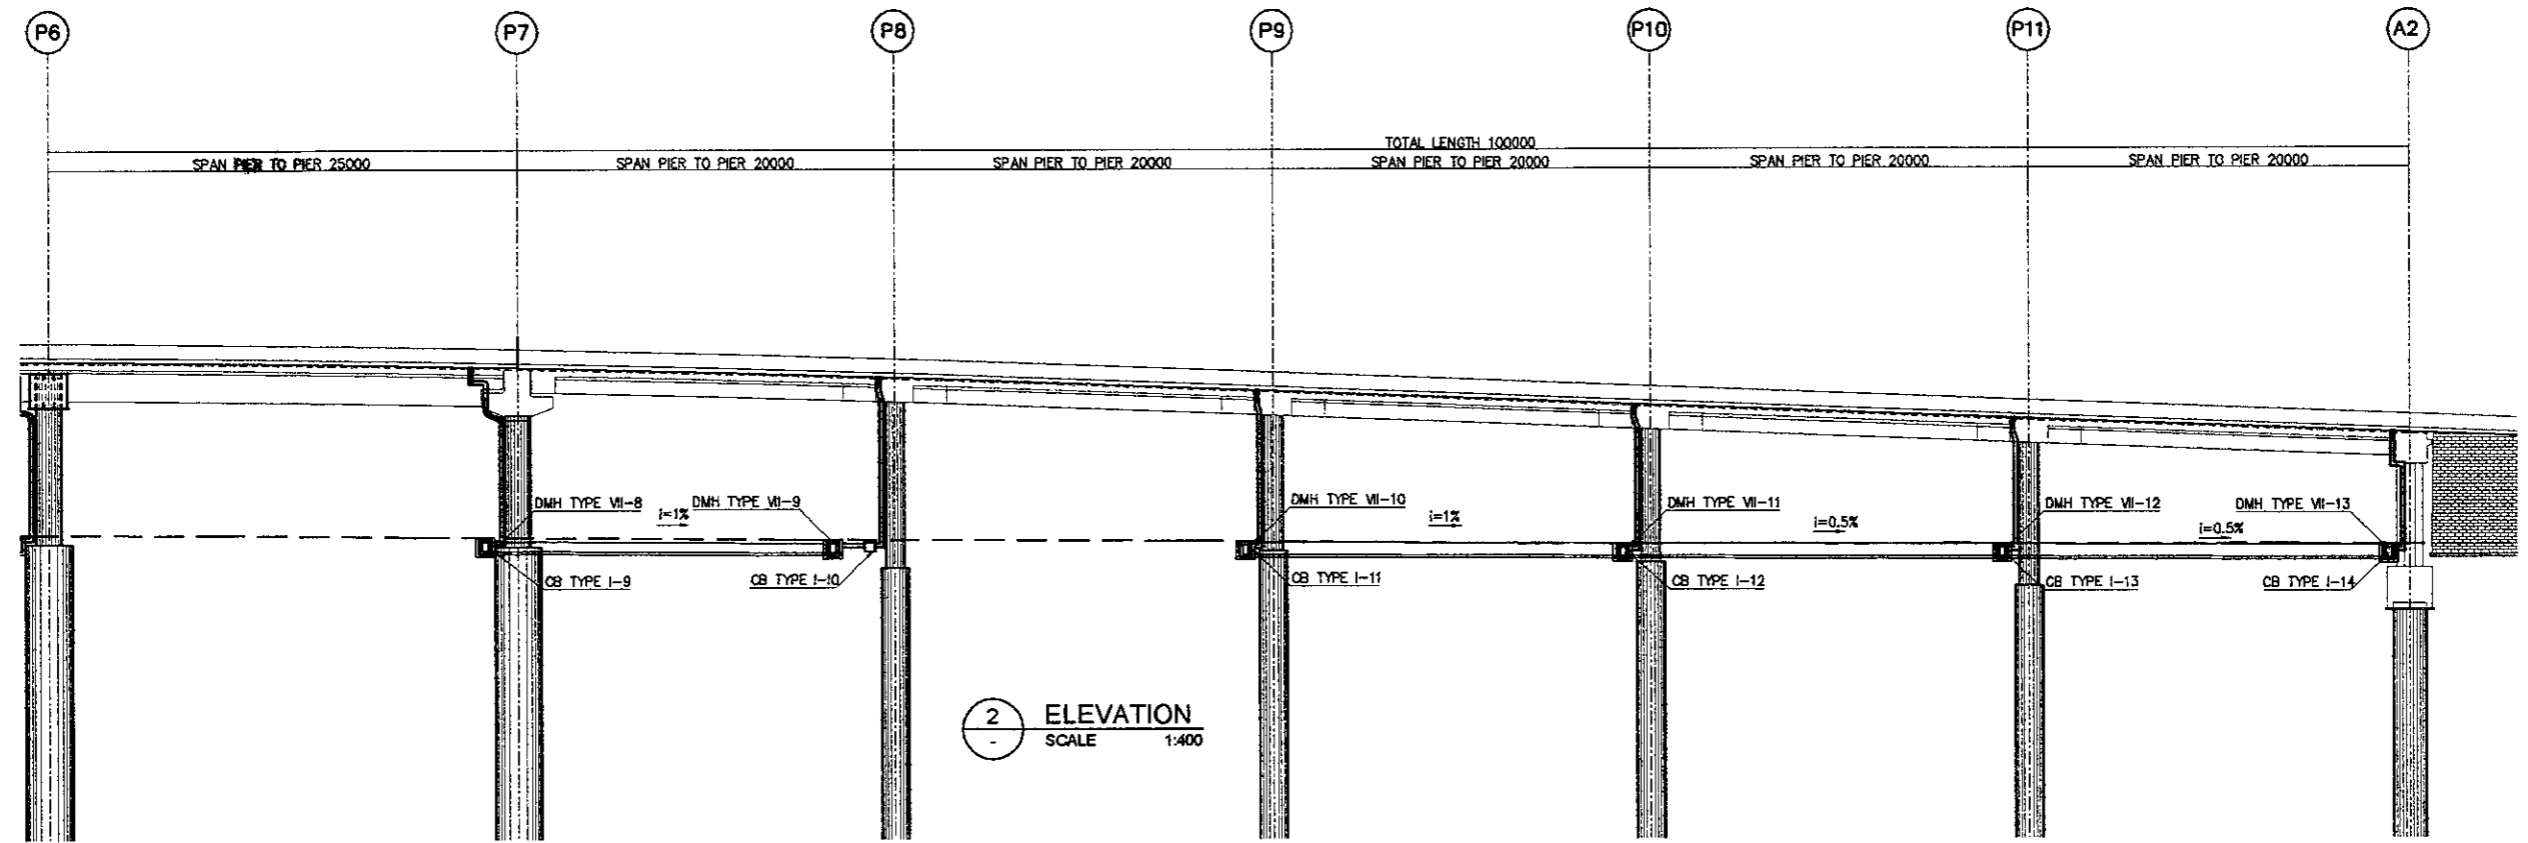 P6 P7 P8 P9 P10 P11 A2
TOTAL LENGTH 100000
SPAN PIER TO PIER 25000 SPAN PIER TO PIER 20000 SPAN PIER TO PIER 20000 SPAN PIER TO PIER 20000 SPAN PIER TO PIER 20000 SPAN PIER TO PIER 20000
DMH TYPE VII-8 i=1% DMH TYPE VII-9 DMH TYPE VII-10 i=1% DMH TYPE VII-11 i=0.5% DMH TYPE VII-12 i=0.5% DMH TYPE VII-13
CB TYPE I-9 CB TYPE I-10 CB TYPE I-11 CB TYPE I-12 CB TYPE I-13 CB TYPE I-14
2 ELEVATION
- SCALE 1:400